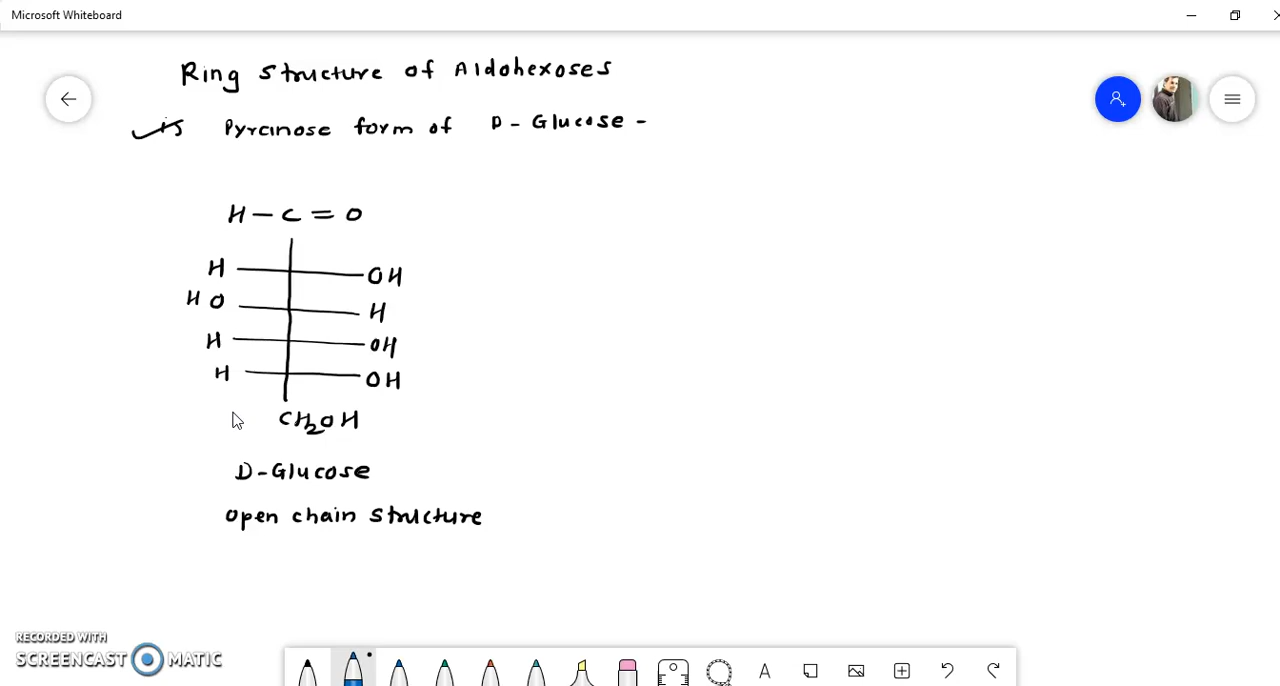 Microsoft Whiteboard
Ring structure of Aldohexoses
Pyranose form of D-Glucose -
H-C=O
H OH
HO H
H OH
H OH
CH2OH
D-Glucose
open chain structure
RECORDED WITH
SCREENCAST MATIC
A